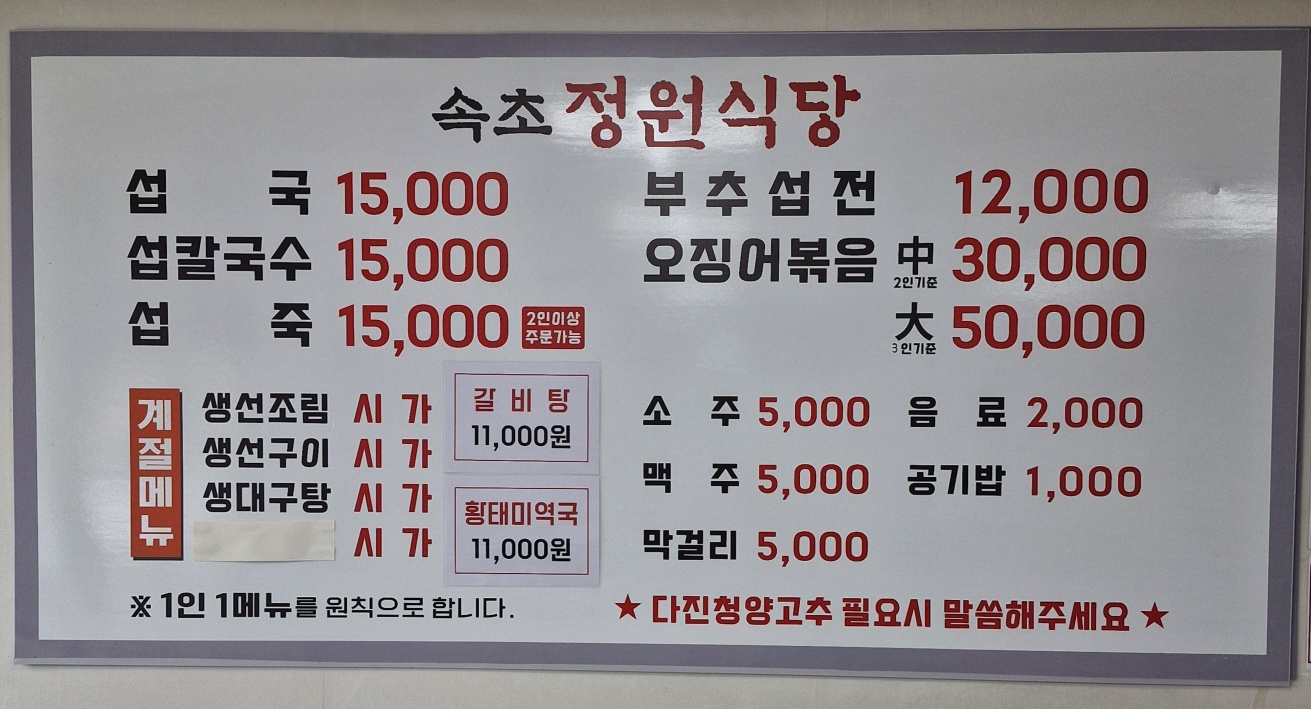 속초 정원식당
섭국 15,000
섭칼국수 15,000
섭죽 15,000 2인이상 주문가능
부추섭전 12,000
오징어볶음 中 2인기준 30,000
大 3인기준 50,000
계절메뉴
생선조림 시가
생선구이 시가
생대구탕 시가
시가
갈비탕
11,000원
황태미역국
11,000원
소주 5,000 음료 2,000
맥주 5,000 공기밥 1,000
막걸리 5,000
※ 1인 1메뉴를 원칙으로 합니다.
★ 다진청양고추 필요시 말씀해주세요 ★